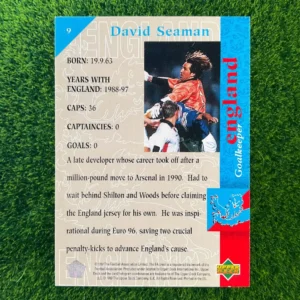 ENGLAND
9
David Seaman
BORN: 19.9.63
YEARS WITH
ENGLAND: 1988-97
CAPS: 36
CAPTAINCIES: 0
GOALS: 0
england
Goalkeeper
A late developer whose career took off after a
million-pound move to Arsenal in 1990. Had to
wait behind Shilton and Woods before claiming
the England jersey for his own. He was inspi-
rational during Euro 96, saving two crucial
penalty-kicks to advance England's cause.